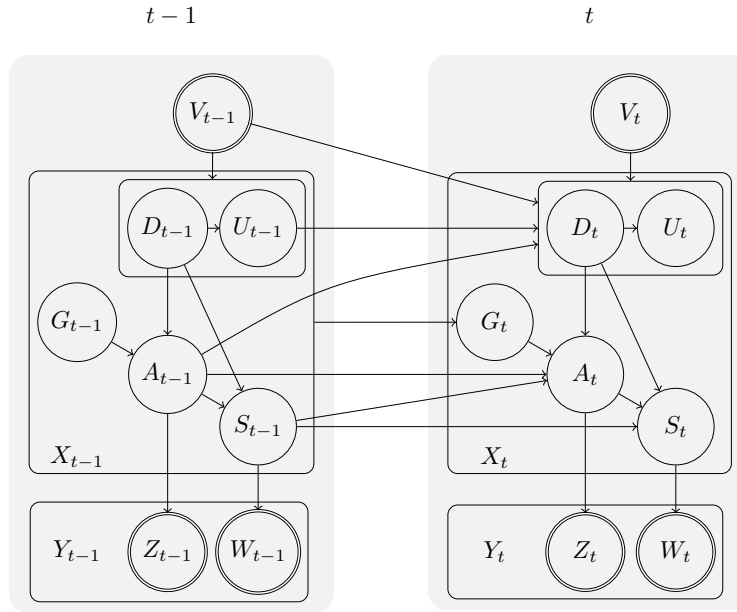 t − 1 t
V_{t−1} V_t
D_{t−1} U_{t−1} D_t U_t
G_{t−1} G_t
A_{t−1} A_t
S_{t−1} S_t
X_{t−1} X_t
Y_{t−1} Z_{t−1} W_{t−1} Y_t Z_t W_t